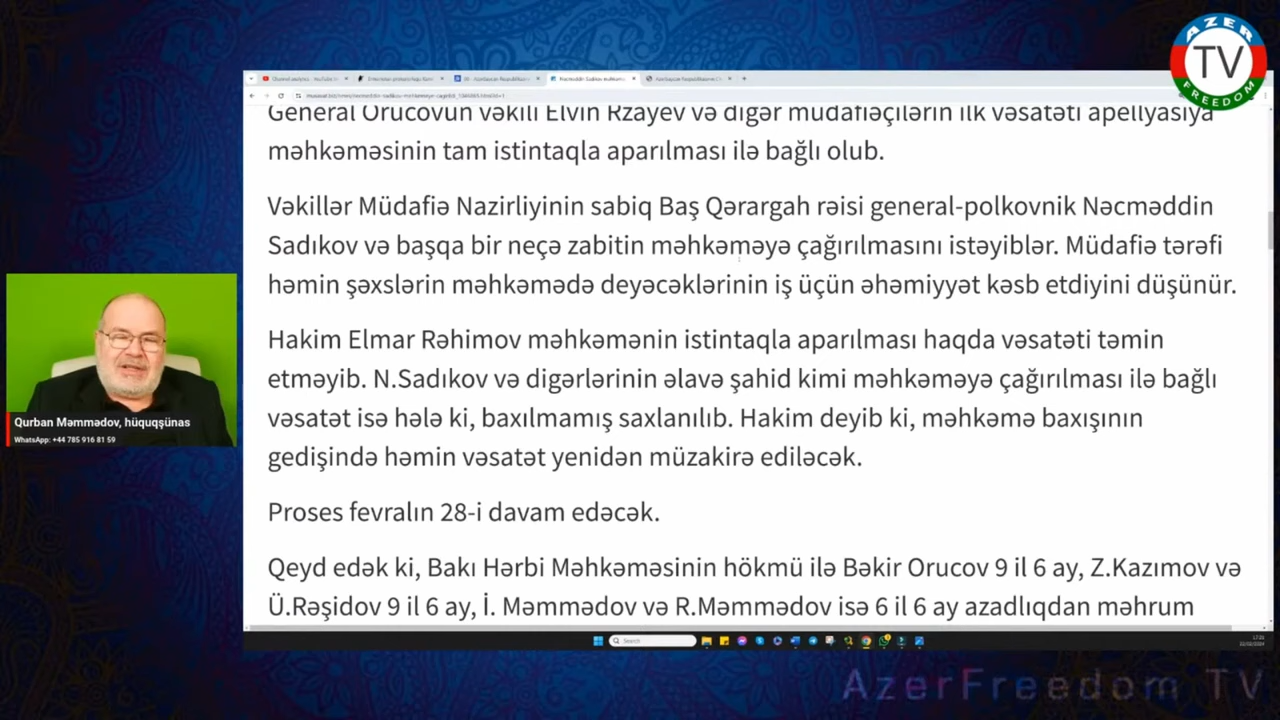 AZER
TV
FREEDOM
General Orucovun vəkili Elvin Rzayev və digər müdafiəçilərin ilk vəsatəti apellyasiya
məhkəməsinin tam istintaqla aparılması ilə bağlı olub.
Vəkillər Müdafiə Nazirliyinin sabiq Baş Qərargah rəisi general-polkovnik Nəcməddin
Sadıkov və başqa bir neçə zabitin məhkəməyə çağırılmasını istəyiblər. Müdafiə tərəfi
həmin şəxslərin məhkəmədə deyəcəklərinin iş üçün əhəmiyyət kəsb etdiyini düşünür.
Hakim Elmar Rəhimov məhkəmənin istintaqla aparılması haqda vəsatəti təmin
etməyib. N.Sadıkov və digərlərinin əlavə şahid kimi məhkəməyə çağırılması ilə bağlı
vəsatət isə hələ ki, baxılmamış saxlanılıb. Hakim deyib ki, məhkəmə baxışının
gedişində həmin vəsatət yenidən müzakirə ediləcək.
Proses fevralın 28-i davam edəcək.
Qeyd edək ki, Bakı Hərbi Məhkəməsinin hökmü ilə Bəkir Orucov 9 il 6 ay, Z.Kazımov və
Ü.Rəşidov 9 il 6 ay, İ. Məmmədov və R.Məmmədov isə 6 il 6 ay azadlıqdan məhrum
Qurban Məmmədov, hüquqşünas
WhatsApp: +44 785 916 81 59
Search
AzerFreedom TV